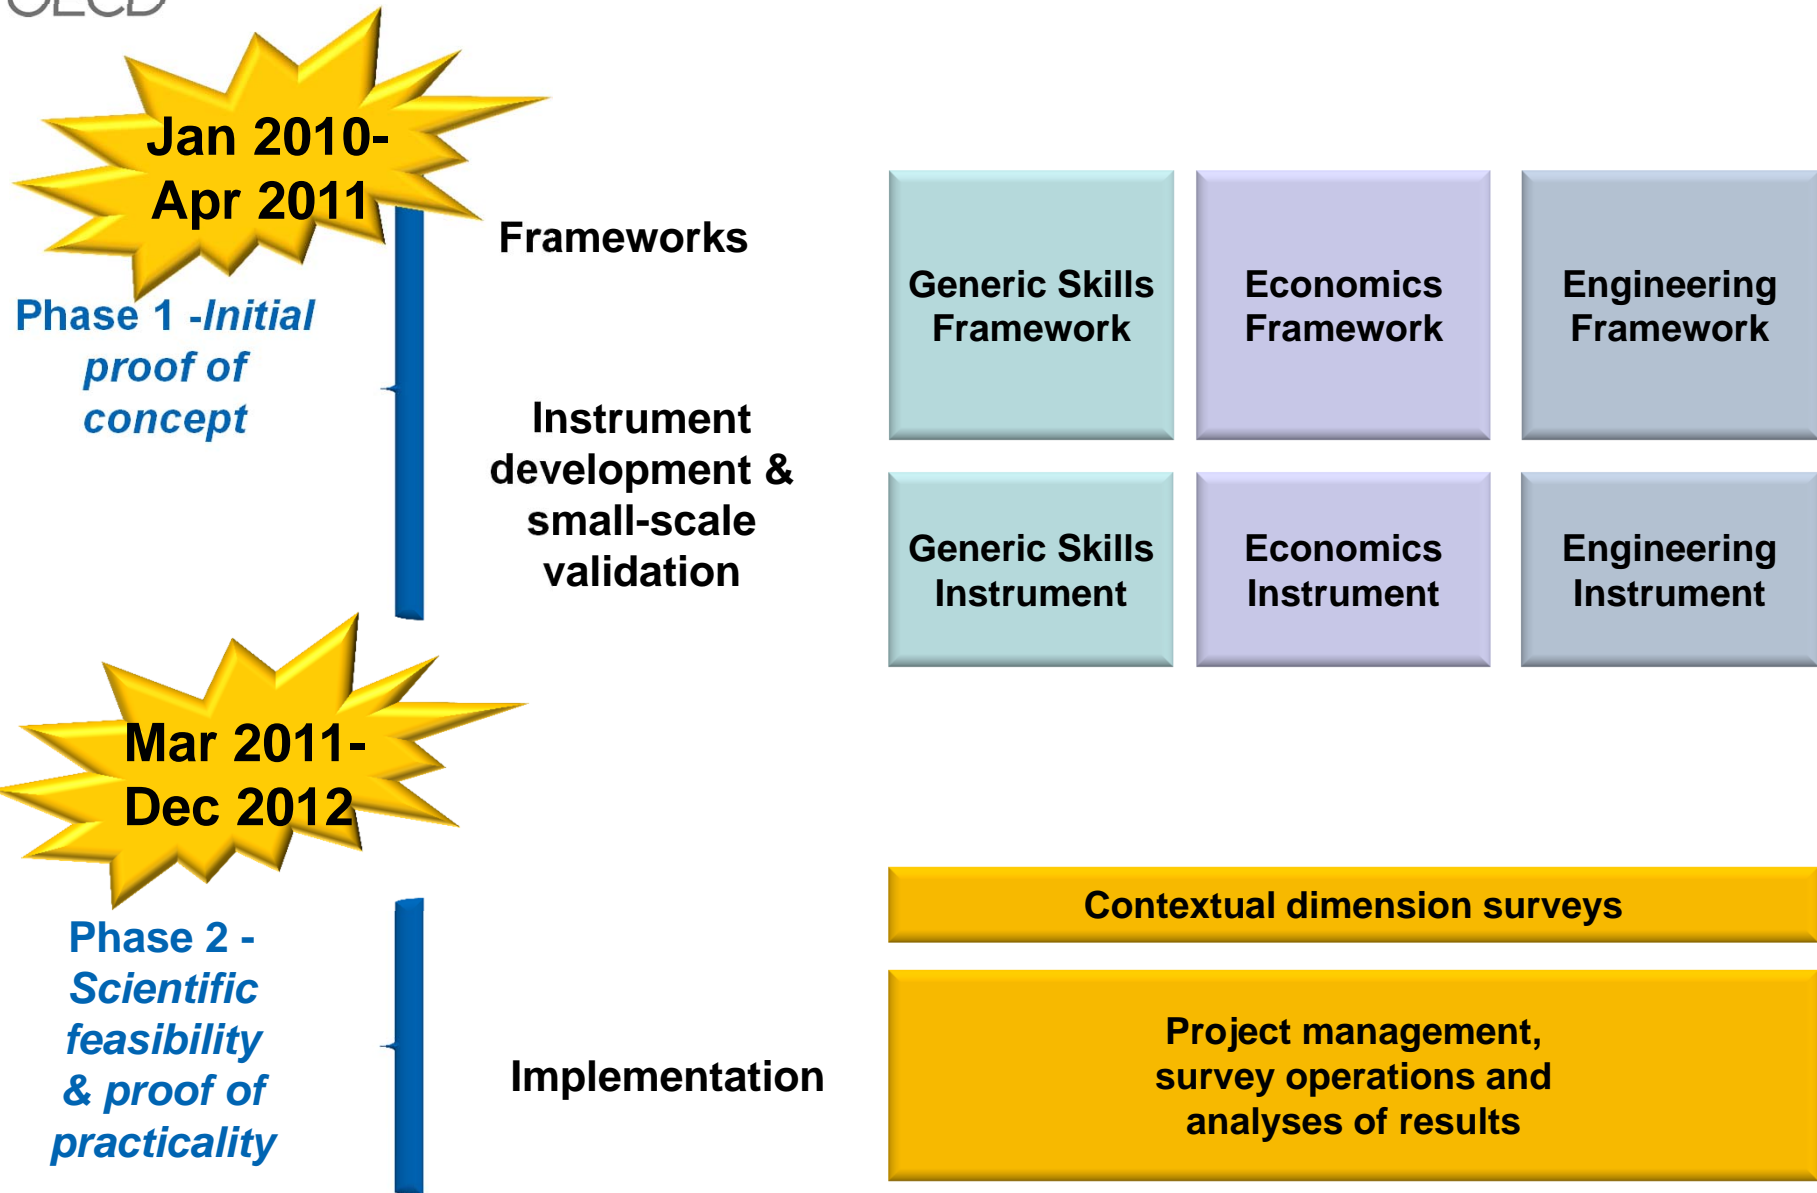 OECD
Jan 2010-
Apr 2011
Phase 1 -Initial
proof of
concept
Frameworks
Instrument
development &
small-scale
validation
Generic Skills
Framework
Economics
Framework
Engineering
Framework
Generic Skills
Instrument
Economics
Instrument
Engineering
Instrument
Mar 2011-
Dec 2012
Phase 2 -
Scientific
feasibility
& proof of
practicality
Implementation
Contextual dimension surveys
Project management,
survey operations and
analyses of results